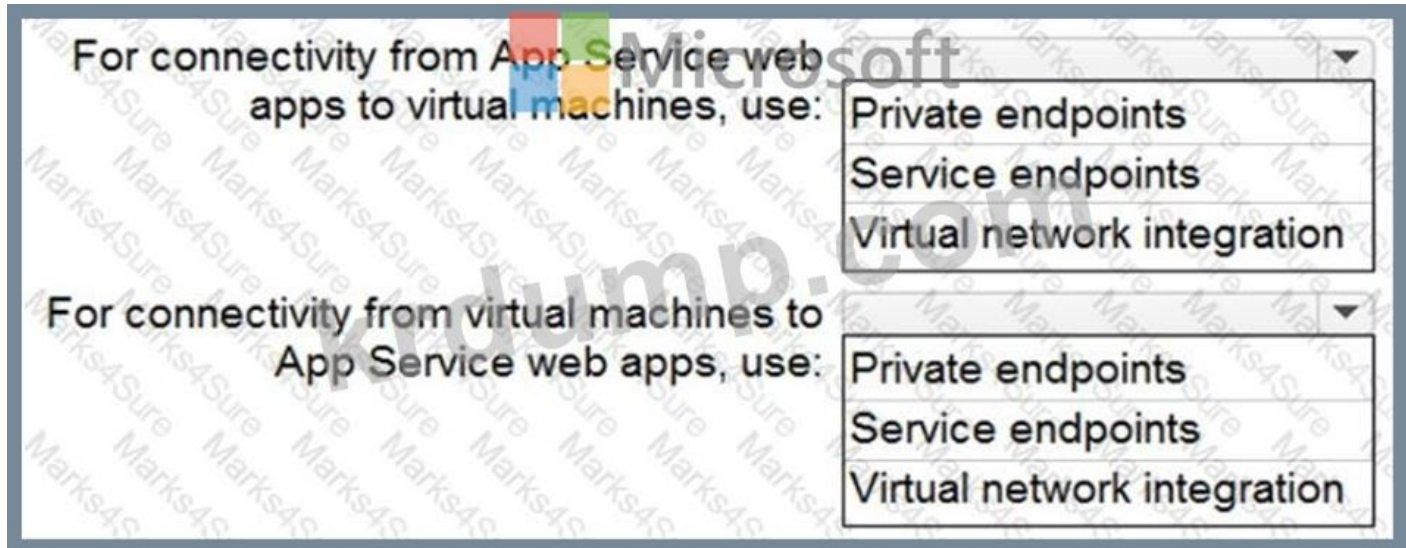 For connectivity from App Service web
apps to virtual machines, use:
Microsoft
Private endpoints
Service endpoints
Virtual network integration
krdump.com
For connectivity from virtual machines to
App Service web apps, use:
Private endpoints
Service endpoints
Virtual network integration
Marks4Sure